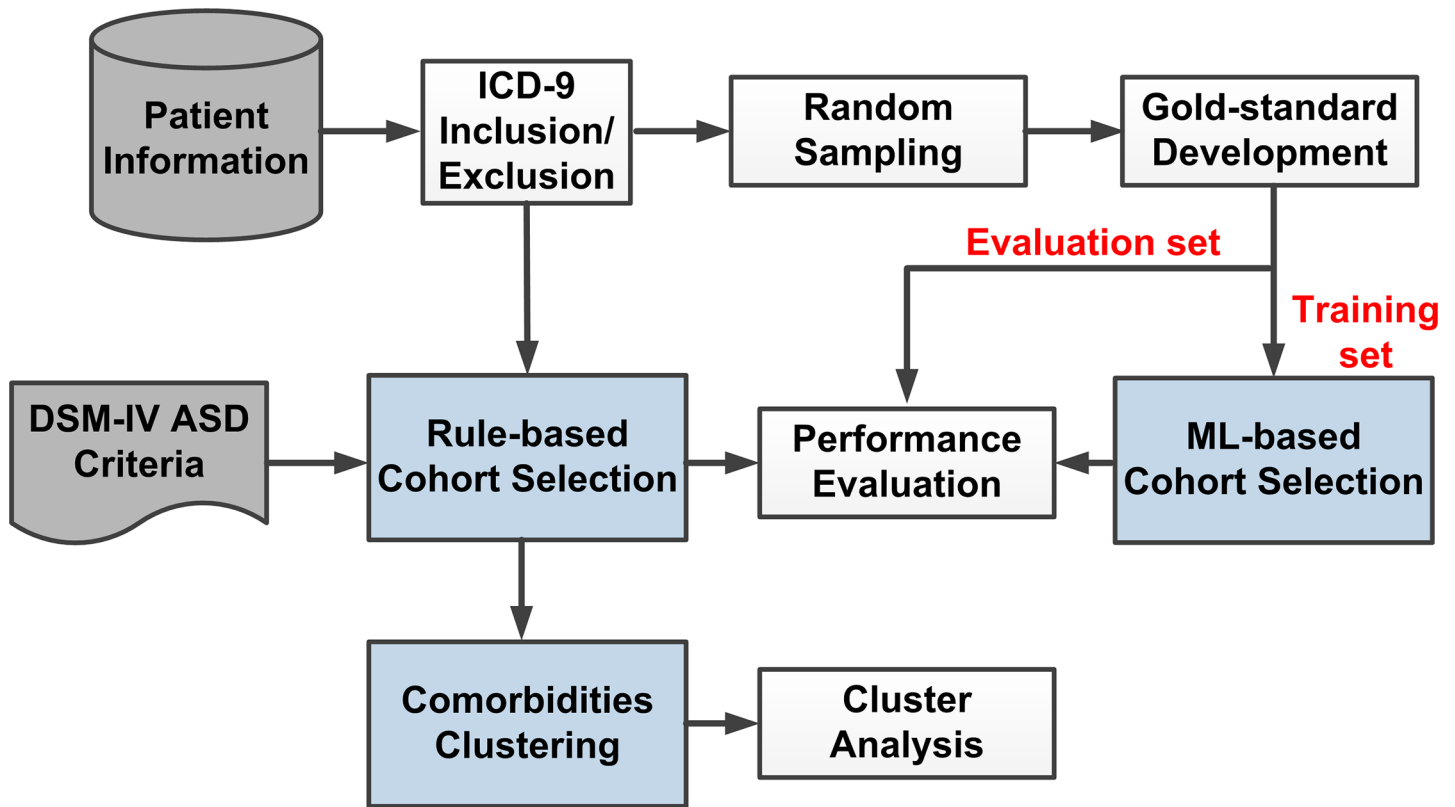 Patient
Information
ICD-9
Inclusion/
Exclusion
Random
Sampling
Gold-standard
Development
Evaluation set
Training
set
DSM-IV ASD
Criteria
Rule-based
Cohort Selection
Performance
Evaluation
ML-based
Cohort Selection
Comorbidities
Clustering
Cluster
Analysis